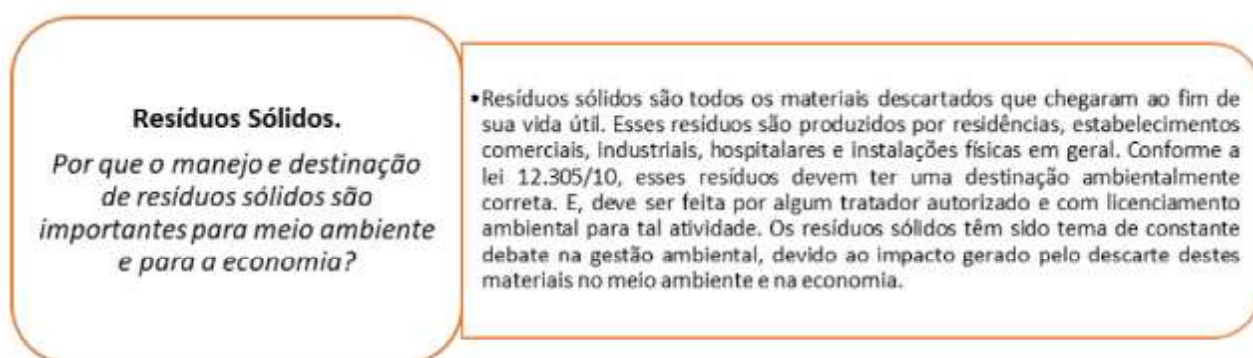 Resíduos Sólidos.
Por que o manejo e destinação
de resíduos sólidos são
importantes para meio ambiente
e para a economia?
•Resíduos sólidos são todos os materiais descartados que chegaram ao fim de
sua vida útil. Esses resíduos são produzidos por residências, estabelecimentos
comerciais, industriais, hospitalares e instalações físicas em geral. Conforme a
lei 12.305/10, esses resíduos devem ter uma destinação ambientalmente
correta. E, deve ser feita por algum tratador autorizado e com licenciamento
ambiental para tal atividade. Os resíduos sólidos têm sido tema de constante
debate na gestão ambiental, devido ao impacto gerado pelo descarte destes
materiais no meio ambiente e na economia.